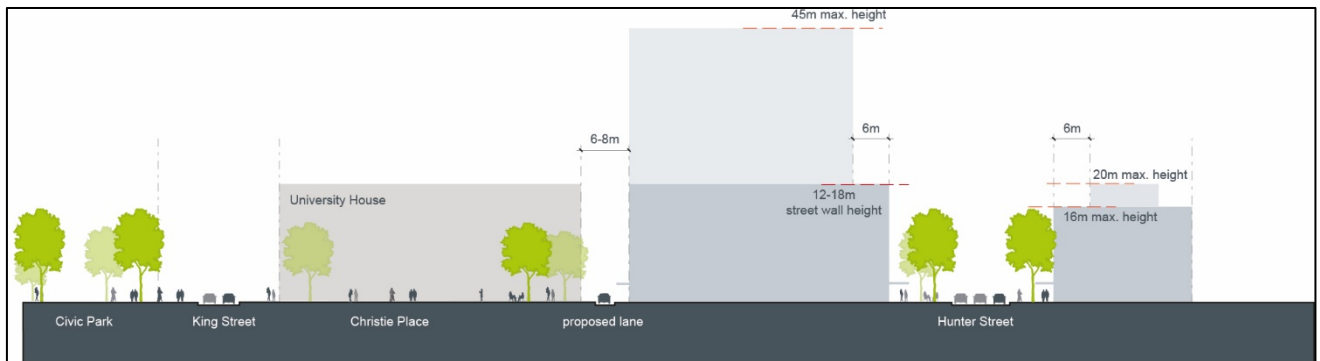 45m max. height
6-8m
6m
6m
20m max. height
University House
12-18m
street wall height
16m max. height
Civic Park
King Street
Christie Place
proposed lane
Hunter Street